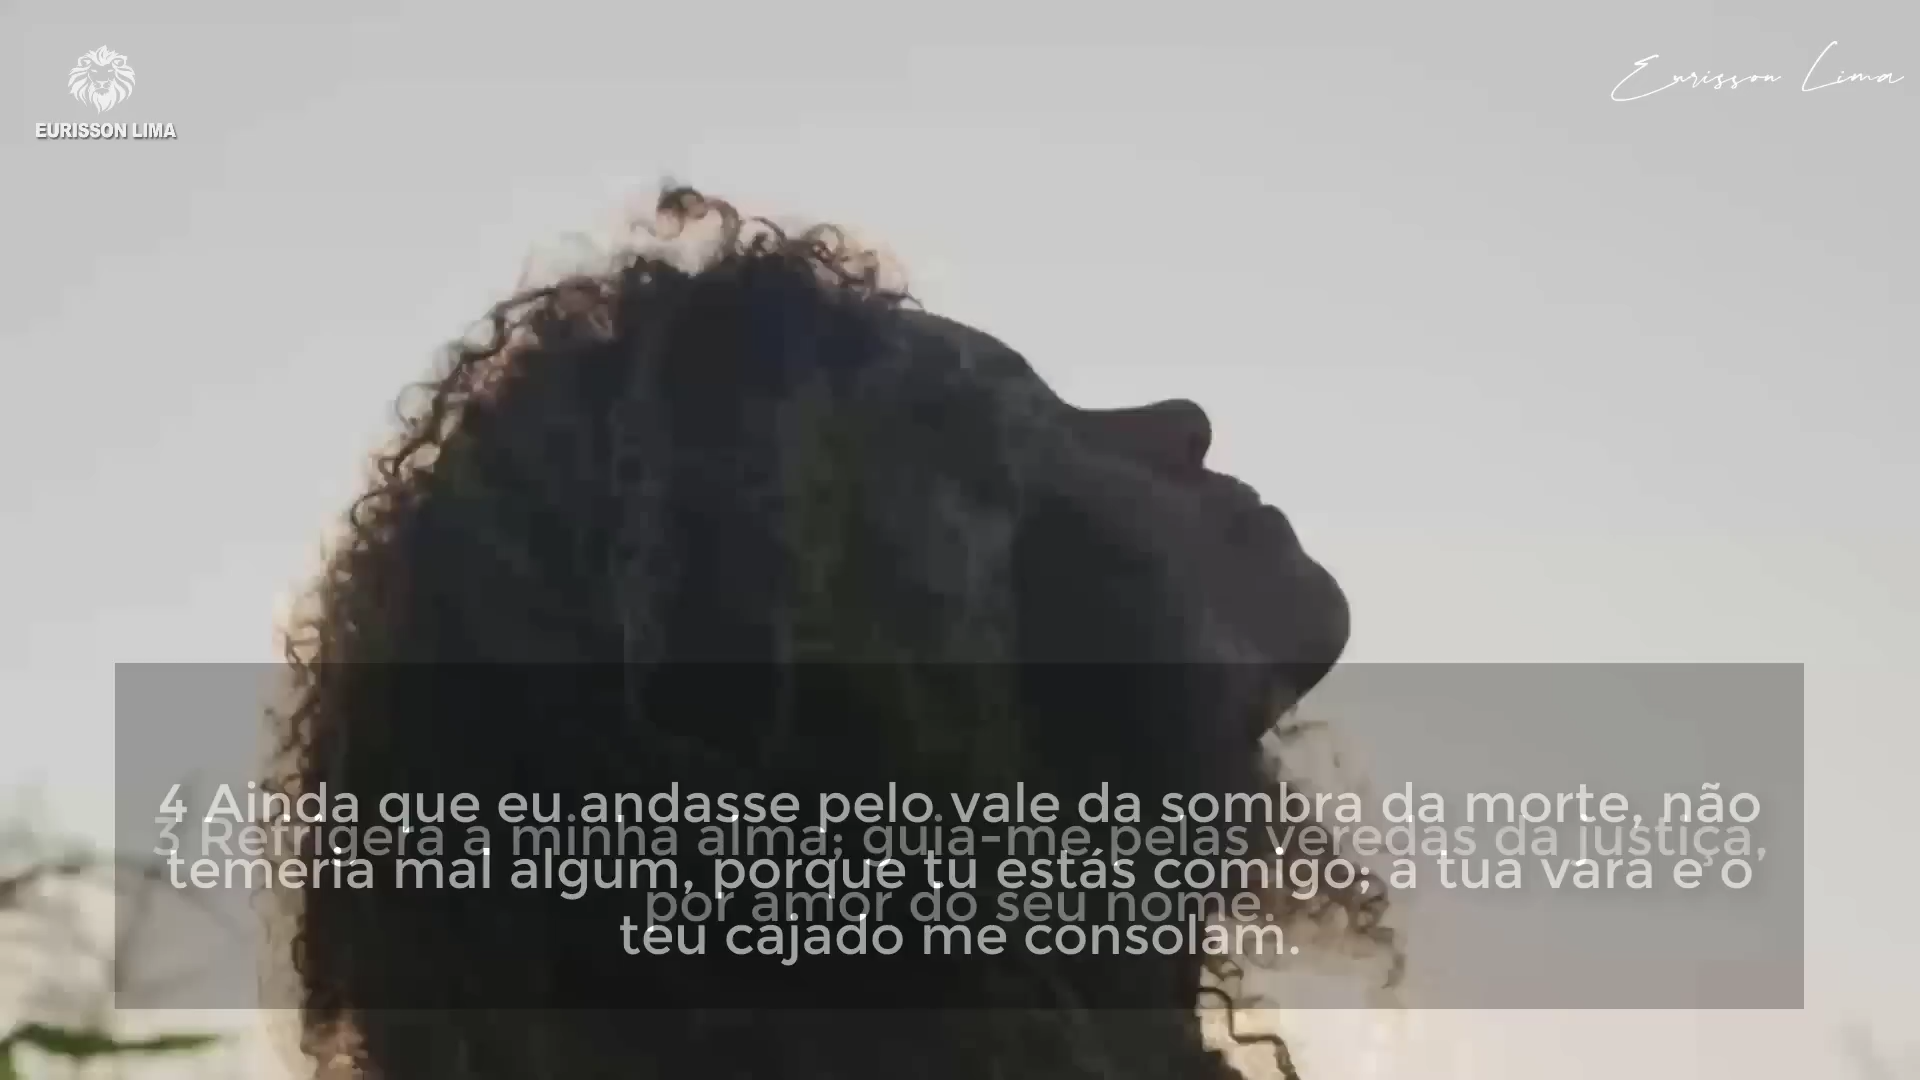 EURISSON LIMA
Eurisson Lima
4 Ainda que eu andasse pelo vale da sombra da morte, não
temeria mal algum, porque tu estás comigo; a tua vara e o
teu cajado me consolam.
3 Refrigera a minha alma; guia-me pelas veredas da justiça,
por amor do seu nome.